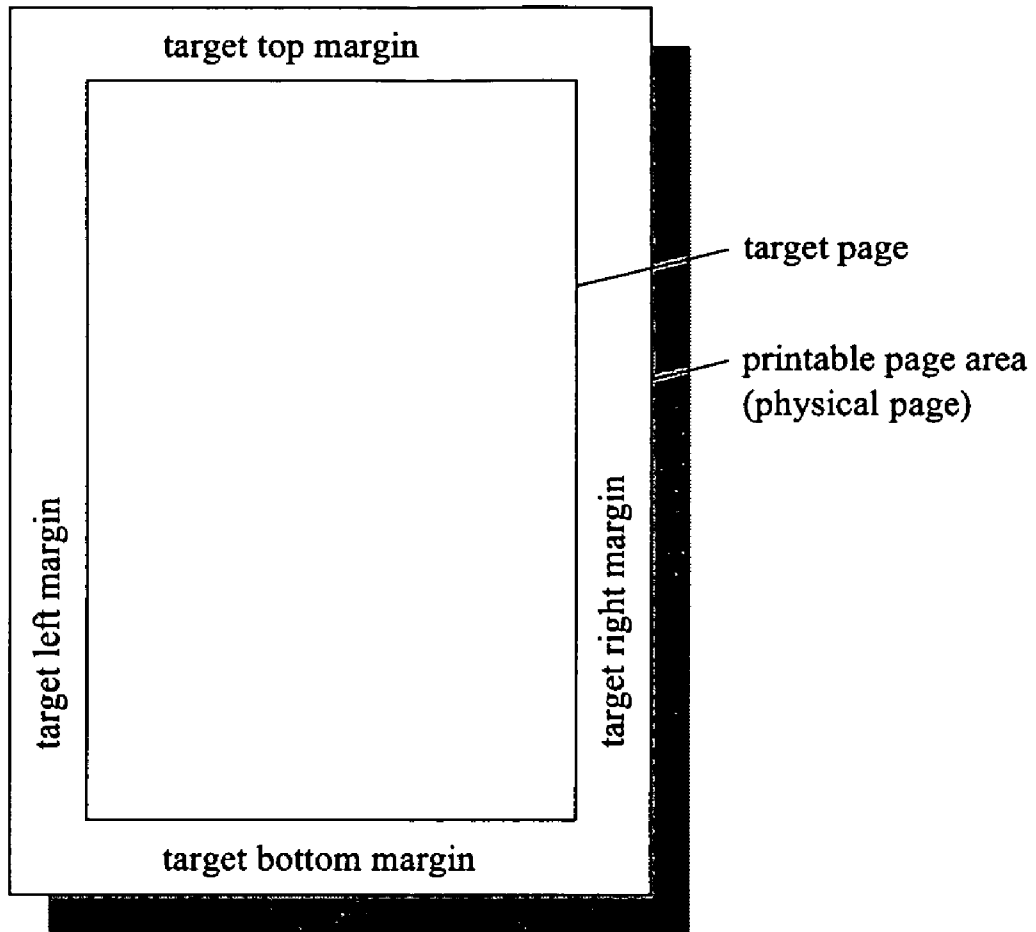 target top margin
target page
printable page area
(physical page)
target left margin
target right margin
target bottom margin